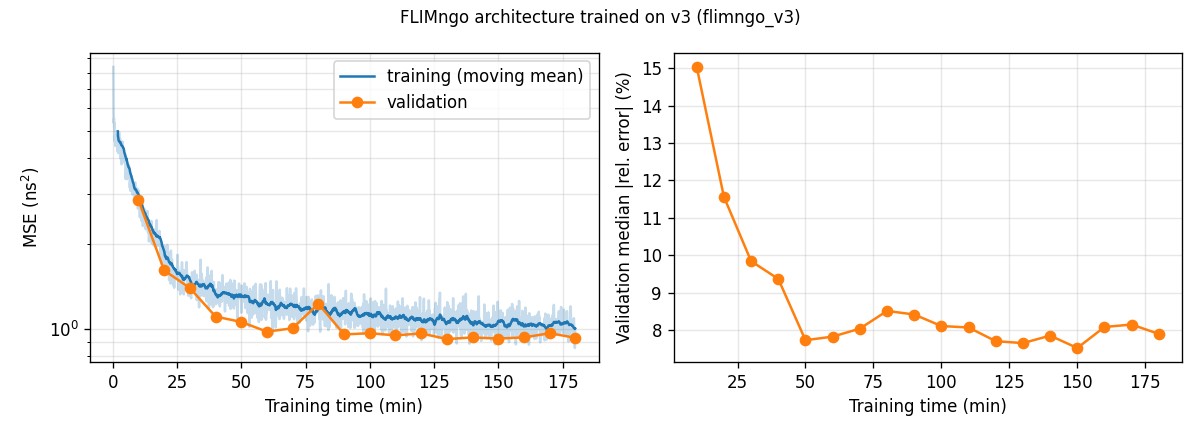 FLIMngo architecture trained on v3 (flimngo_v3)
training (moving mean)
validation
MSE (ns²)
10⁰
0 25 50 75 100 125 150 175
Training time (min)
Validation median |rel. error| (%)
15
14
13
12
11
10
9
8
25 50 75 100 125 150 175
Training time (min)